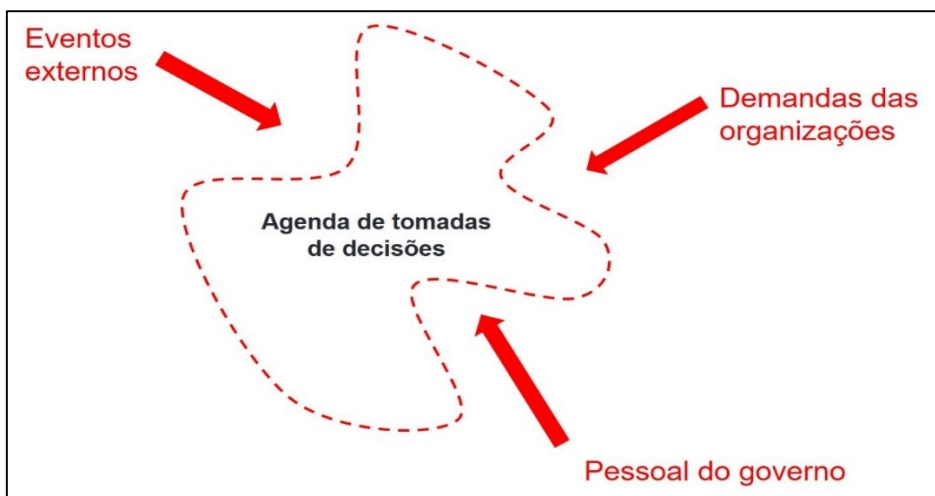 Eventos
externos
Demandas das
organizações
Agenda de tomadas
de decisões
Pessoal do governo